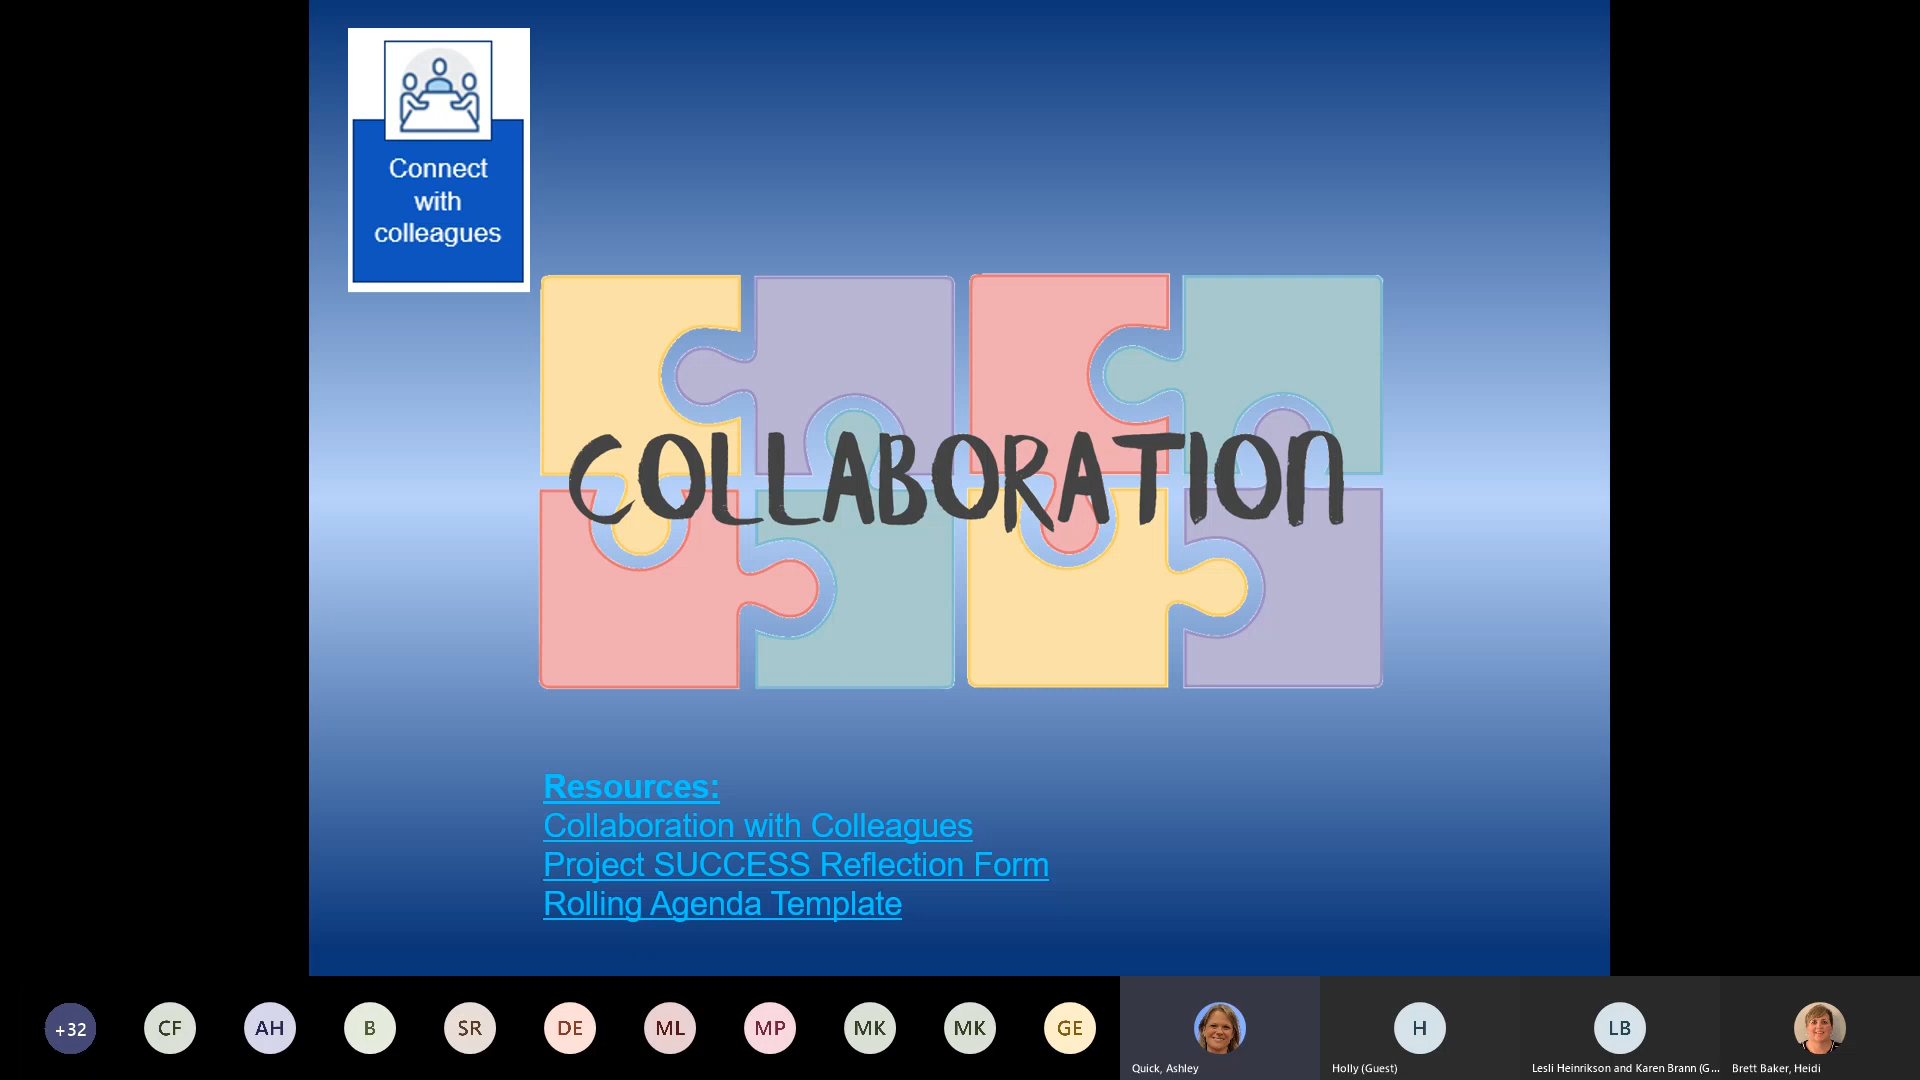 Connect
with
colleagues
COLLABORATION
Resources:
Collaboration with Colleagues
Project SUCCESS Reflection Form
Rolling Agenda Template
+32
CF
AH
B
SR
DE
ML
MP
MK
MK
GE
H
LB
Quick, Ashley
Holly (Guest)
Lesli Heinrikson and Karen Brann (G...
Brett Baker, Heidi